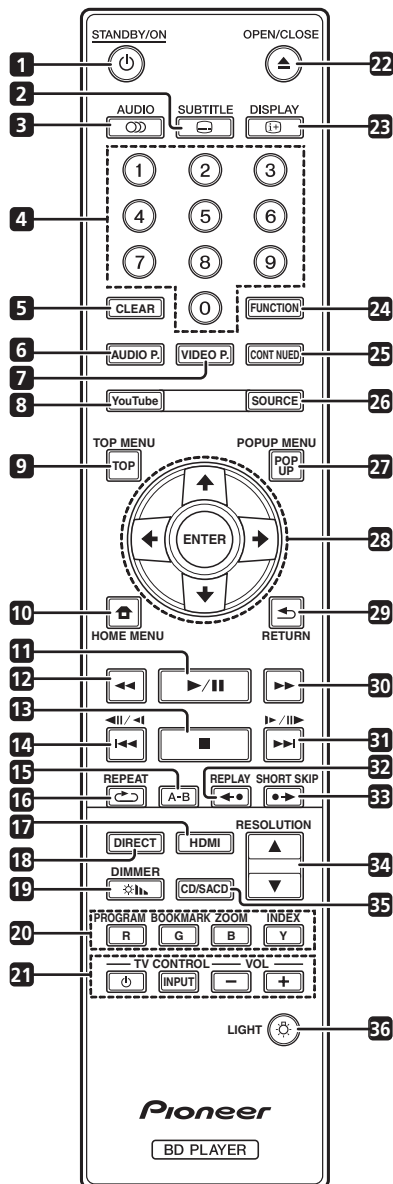 STANDBY/ON OPEN/CLOSE
1 22
2
AUDIO SUBTITLE DISPLAY
3 23
1 2 3
4
4 5 6
7 8 9
0
5 CLEAR FUNCTION 24
6 AUDIO P. VIDEO P. CONT NUED 25
7
8 YouTube SOURCE 26
TOP MENU POPUP MENU
9 TOP POP UP 27
ENTER 28
10 29
HOME MENU RETURN
11
12 30
13
14 31
15 32
REPEAT A-B REPLAY SHORT SKIP
16 33
17 RESOLUTION
18 DIRECT HDMI 34
DIMMER
19 CD/SACD 35
PROGRAM BOOKMARK ZOOM INDEX
20 R G B Y
TV CONTROL VOL
21 INPUT − +
LIGHT 36
Pioneer
BD PLAYER